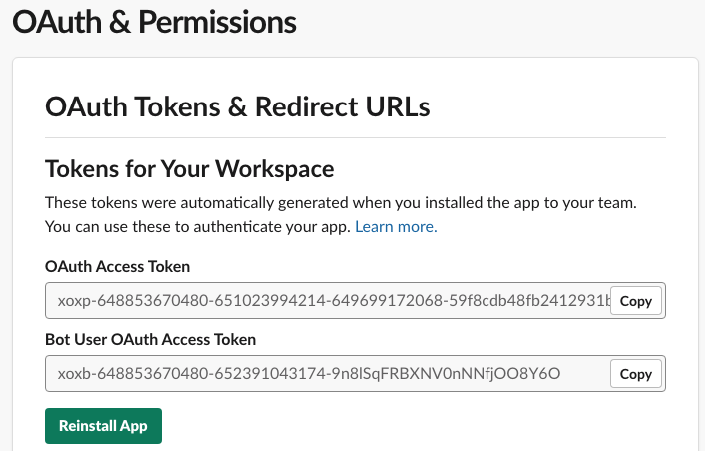 OAuth & Permissions
OAuth Tokens & Redirect URLs
Tokens for Your Workspace
These tokens were automatically generated when you installed the app to your team.
You can use these to authenticate your app. Learn more.
OAuth Access Token
xoxp-648853670480-651023994214-649699172068-59f8cdb48fb2412931b Copy
Bot User OAuth Access Token
xoxb-648853670480-652391043174-9n8lSqFRBXNV0nNNfjOO8Y6O Copy
Reinstall App